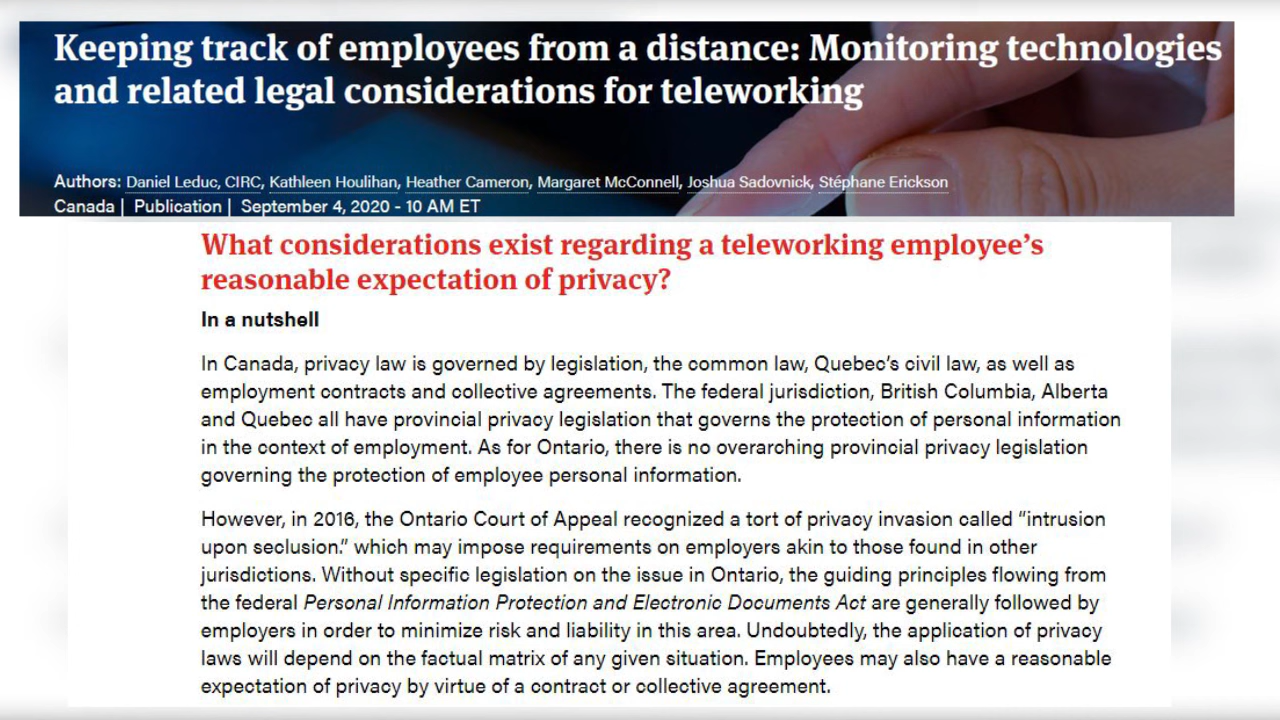 Keeping track of employees from a distance: Monitoring technologies
and related legal considerations for teleworking
Authors: Daniel Leduc, CIRC, Kathleen Houlihan, Heather Cameron, Margaret McConnell, Joshua Sadovnick, Stéphane Erickson
Canada | Publication | September 4, 2020 - 10 AM ET
What considerations exist regarding a teleworking employee’s
reasonable expectation of privacy?
In a nutshell
In Canada, privacy law is governed by legislation, the common law, Quebec’s civil law, as well as
employment contracts and collective agreements. The federal jurisdiction, British Columbia, Alberta
and Quebec all have provincial privacy legislation that governs the protection of personal information
in the context of employment. As for Ontario, there is no overarching provincial privacy legislation
governing the protection of employee personal information.
However, in 2016, the Ontario Court of Appeal recognized a tort of privacy invasion called “intrusion
upon seclusion.” which may impose requirements on employers akin to those found in other
jurisdictions. Without specific legislation on the issue in Ontario, the guiding principles flowing from
the federal Personal Information Protection and Electronic Documents Act are generally followed by
employers in order to minimize risk and liability in this area. Undoubtedly, the application of privacy
laws will depend on the factual matrix of any given situation. Employees may also have a reasonable
expectation of privacy by virtue of a contract or collective agreement.